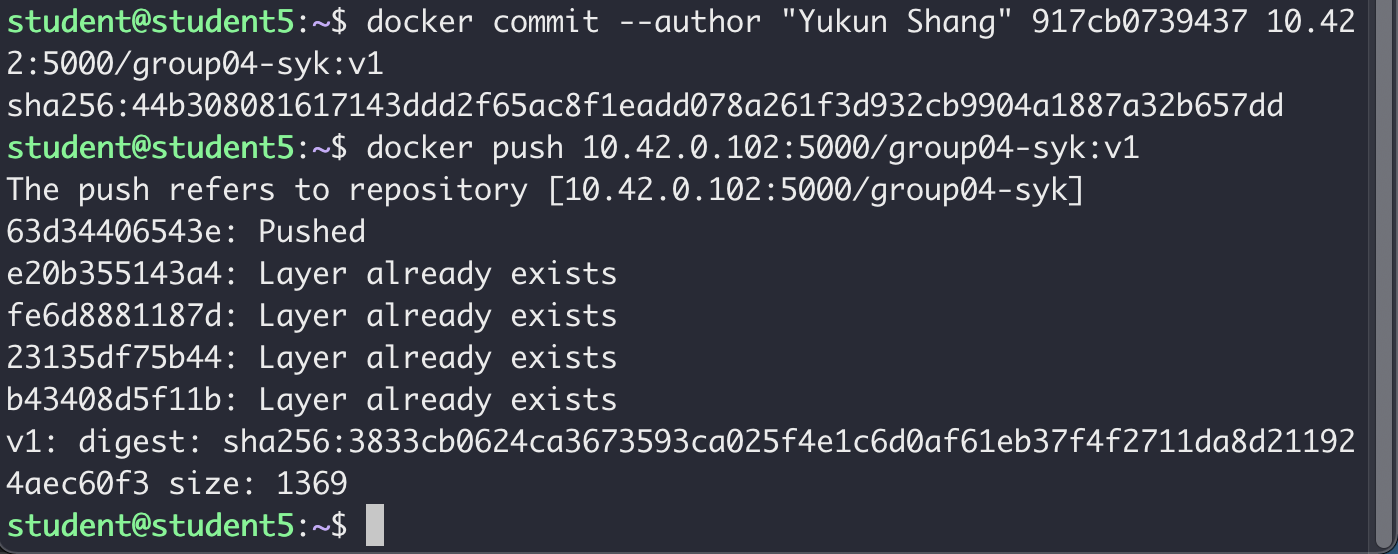 student@student5:~$ docker commit --author "Yukun Shang" 917cb0739437 10.42
2:5000/group04-syk:v1
sha256:44b308081617143ddd2f65ac8f1eadd078a261f3d932cb9904a1887a32b657dd
student@student5:~$ docker push 10.42.0.102:5000/group04-syk:v1
The push refers to repository [10.42.0.102:5000/group04-syk]
63d34406543e: Pushed
e20b355143a4: Layer already exists
fe6d8881187d: Layer already exists
23135df75b44: Layer already exists
b43408d5f11b: Layer already exists
v1: digest: sha256:3833cb0624ca3673593ca025f4e1c6d0af61eb37f4f2711da8d21192
4aec60f3 size: 1369
student@student5:~$